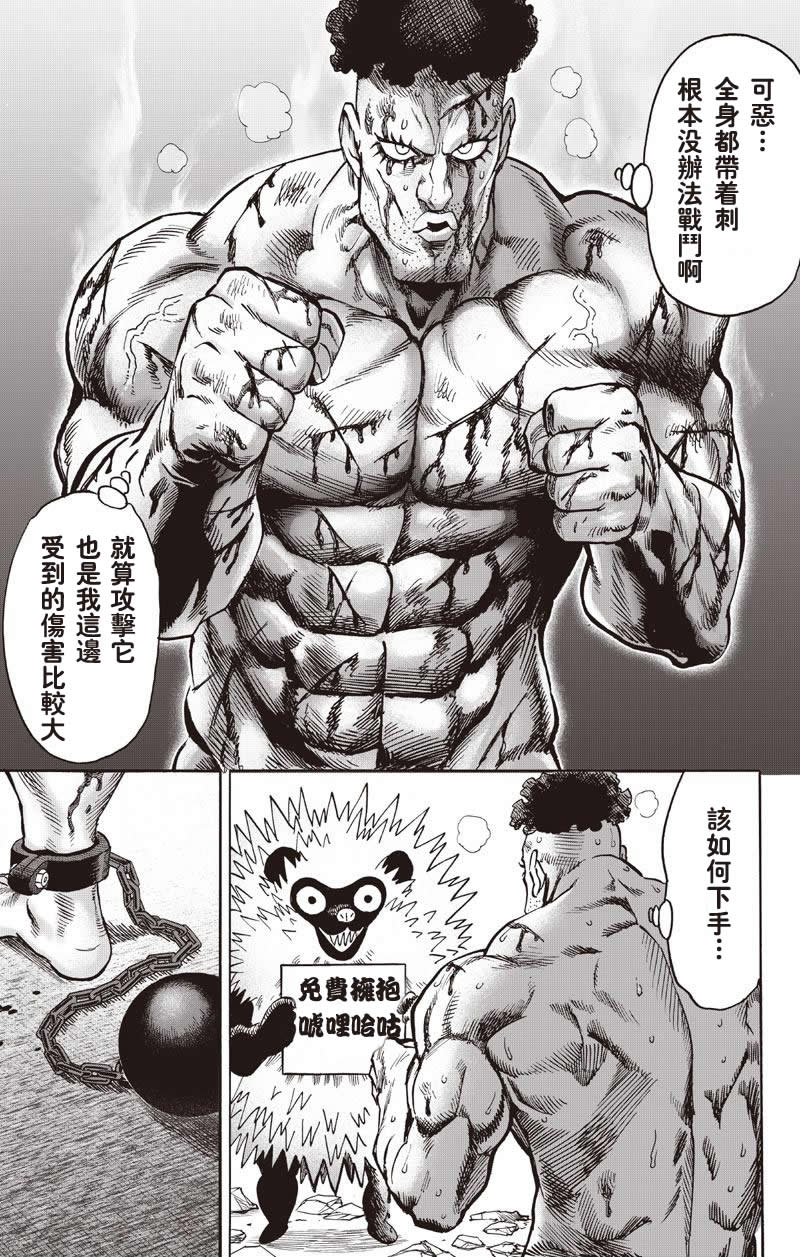 可惡…
全身都帶着刺
根本没辦法戰鬥啊
就算攻擊它
也是我這邊
受到的傷害比較大
該如何下手…
免費擁抱
唬哩哈咕